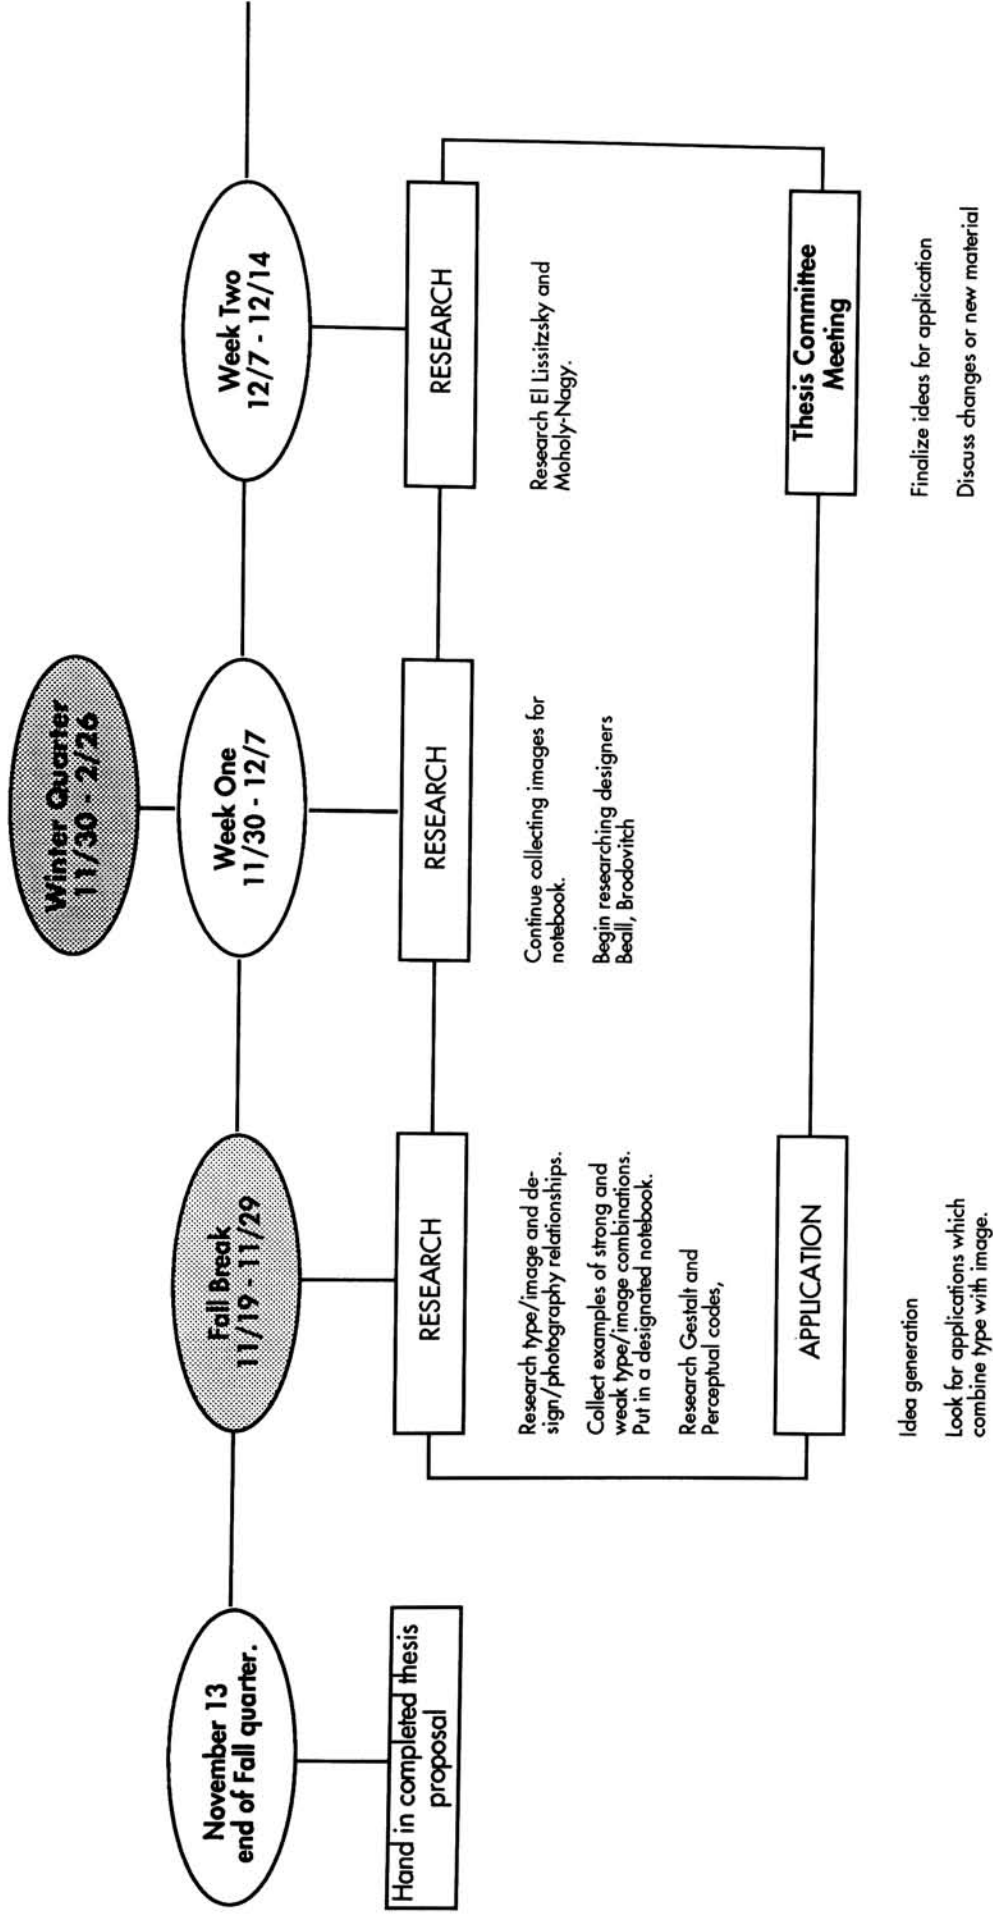 Winter Quarter
11/30 - 2/26
November 13
end of Fall quarter.
Fall Break
11/19 - 11/29
Week One
11/30 - 12/7
Week Two
12/7 - 12/14
Hand in completed thesis
proposal
RESEARCH
Research type/image and de-
sign/photography relationships.
Collect examples of strong and
weak type/image combinations.
Put in a designated notebook.
Research Gestalt and
Perceptual codes,
RESEARCH
Continue collecting images for
notebook.
Begin researching designers
Beall, Brodovitch
RESEARCH
Research El Lissitzsky and
Moholy-Nagy.
APPLICATION
Idea generation
Look for applications which
combine type with image.
Thesis Committee
Meeting
Finalize ideas for application
Discuss changes or new material